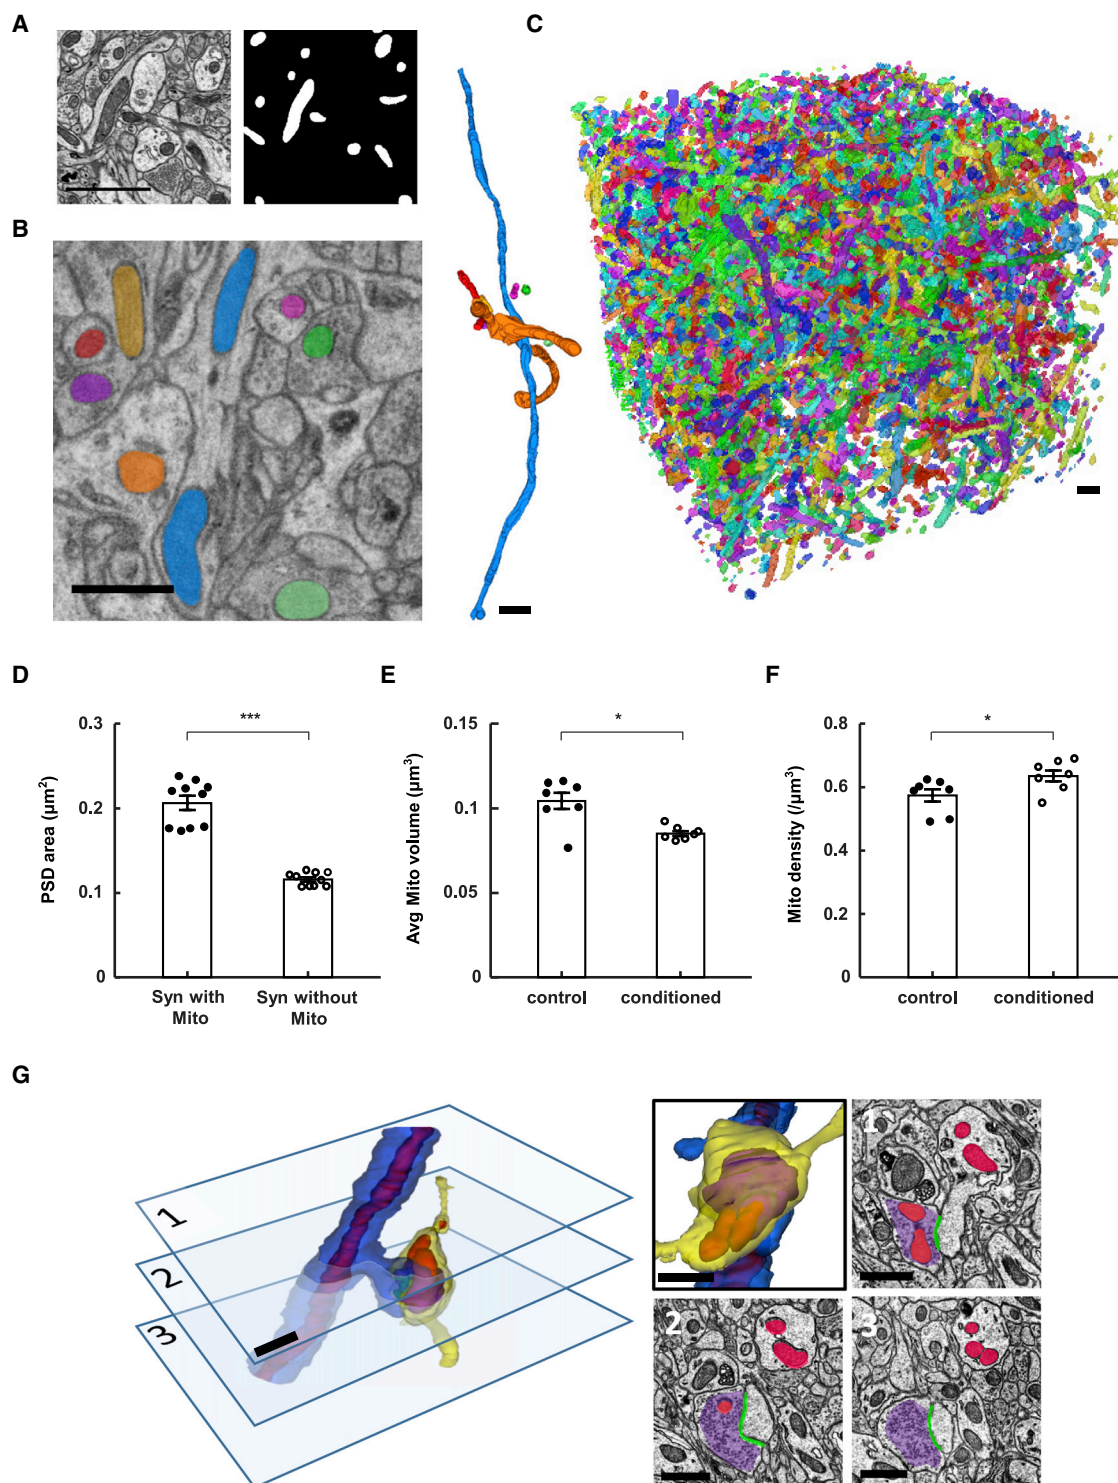 A
B
C
D
E
F
0.3
0.2
0.1
0
PSD area (μm²)
***
Syn with
Mito
Syn without
Mito
0.15
0.1
0.05
0
Avg Mito volume (μm³)
*
control
conditioned
0.8
0.6
0.4
0.2
0
Mito density (/μm³)
*
control
conditioned
G
1
2
3
1
2
3